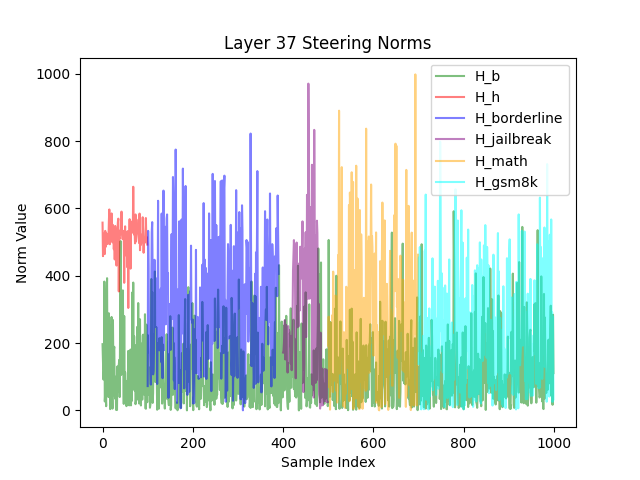 Layer 37 Steering Norms
1000
800
600
400
200
0
Norm Value
H_b
H_h
H_borderline
H_jailbreak
H_math
H_gsm8k
0 200 400 600 800 1000
Sample Index